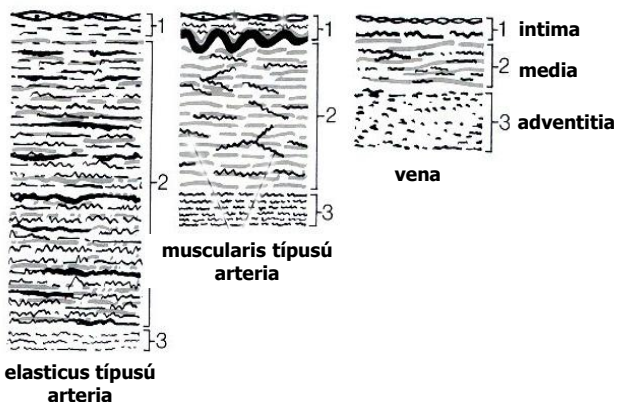 1
2
3
elasticus típusú
arteria
1
2
3
muscularis típusú
arteria
1 intima
2 media
3 adventitia
vena